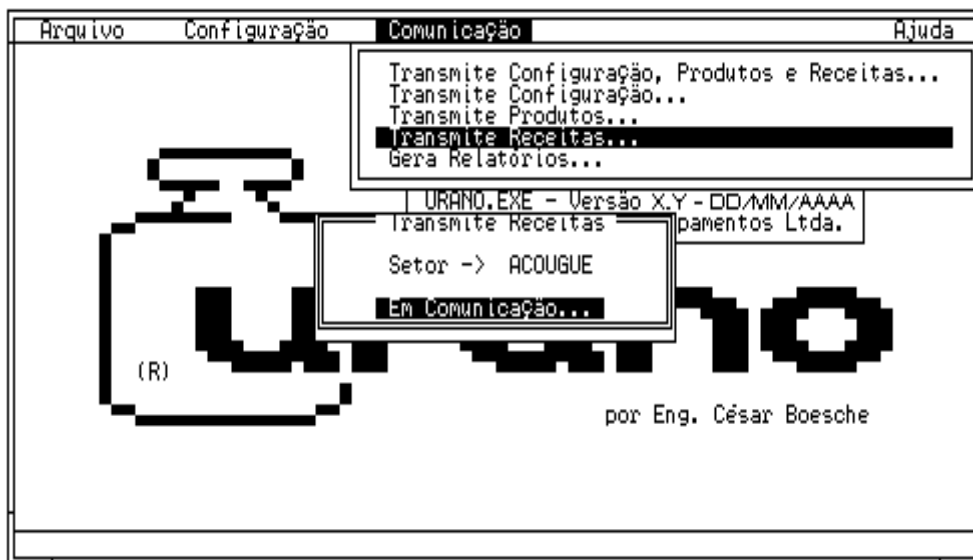 Arquivo Configuração Comunicação Ajuda
Transmite Configuração, Produtos e Receitas...
Transmite Configuração...
Transmite Produtos...
Transmite Receitas...
Gera Relatórios...
URANO.EXE - Versão X.Y - DD/MM/AAAA
pamentos Ltda.
Transmite Receitas
Setor -> ACOUGUE
Em Comunicação...
urano
(R)
por Eng. César Boesche